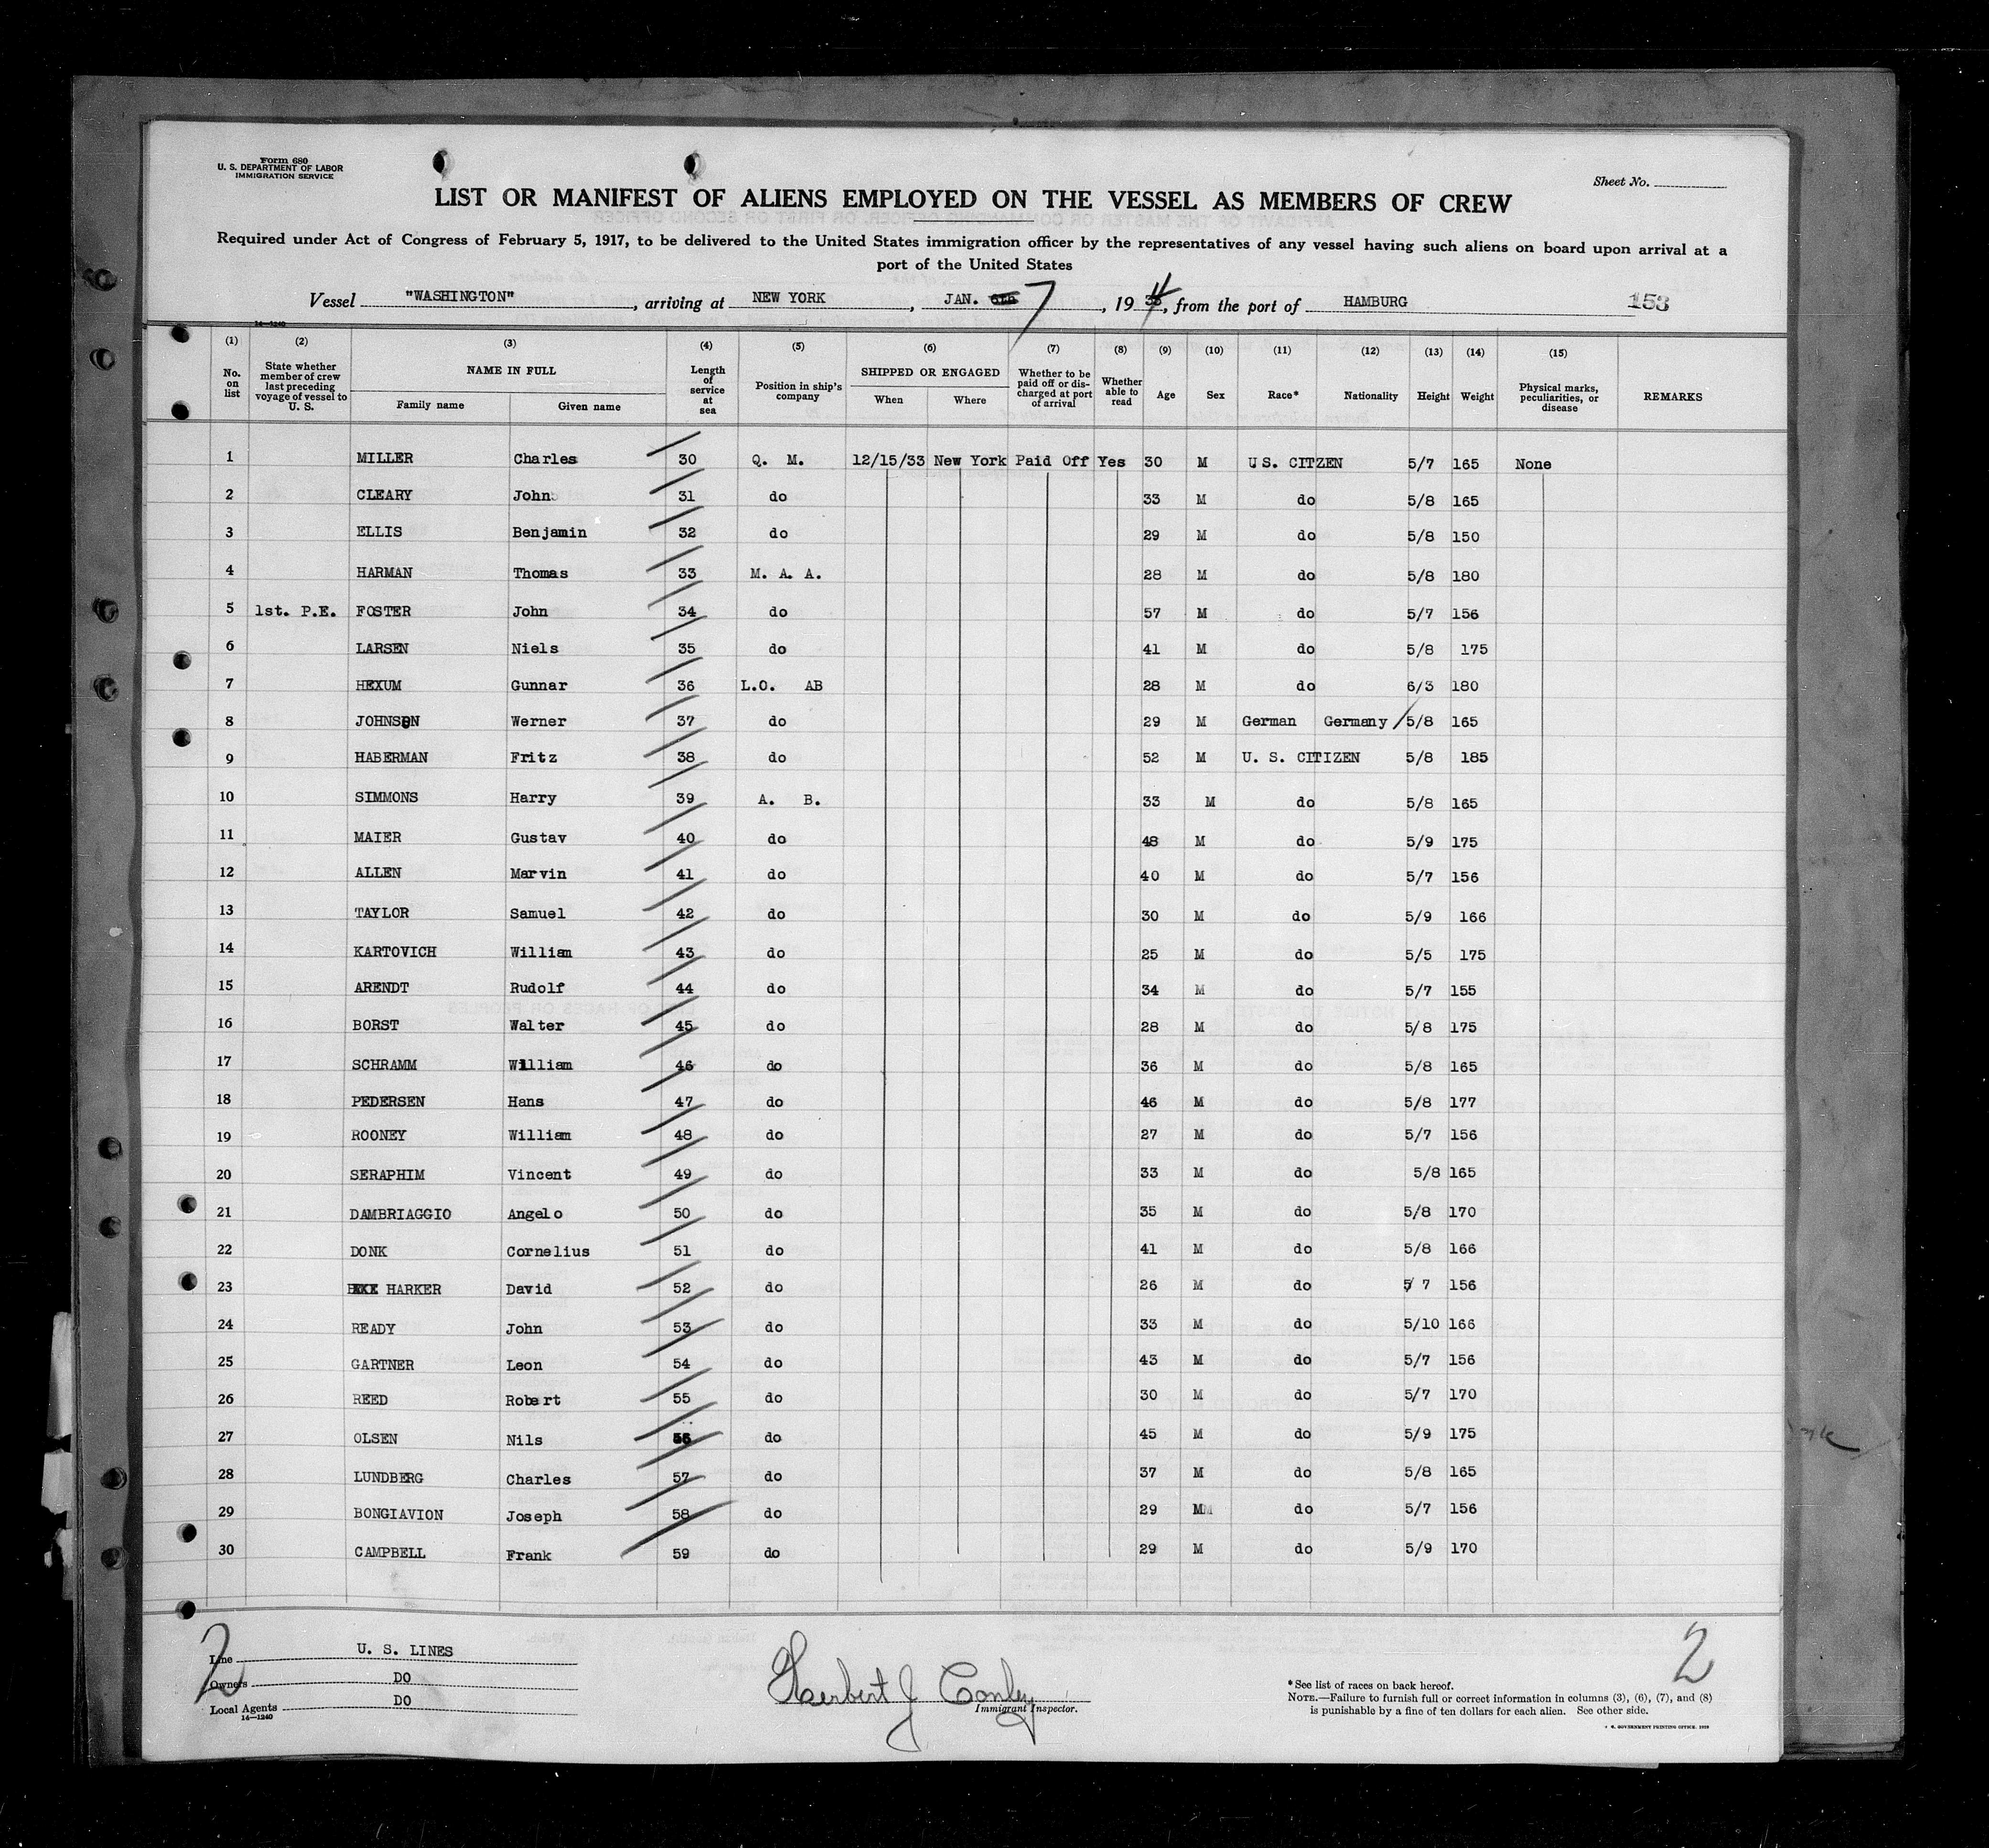 Form 680
U. S. DEPARTMENT OF LABOR
IMMIGRATION SERVICE
Sheet No.
LIST OR MANIFEST OF ALIENS EMPLOYED ON THE VESSEL AS MEMBERS OF CREW
Required under Act of Congress of February 5, 1917, to be delivered to the United States immigration officer by the representatives of any vessel having such aliens on board upon arrival at a
port of the United States
Vessel "WASHINGTON", arriving at NEW YORK, JAN. 6th 7, 19 4, from the port of HAMBURG 153
14—1240
(1) (2) (3) (4) (5) (6) (7) (8) (9) (10) (11) (12) (13) (14) (15)
No. on list
State whether member of crew last preceding voyage of vessel to U. S.
NAME IN FULL
Family name
Given name
Length of service at sea
Position in ship's company
SHIPPED OR ENGAGED
When
Where
Whether to be paid off or discharged at port of arrival
Whether able to read
Age
Sex
Race*
Nationality
Height
Weight
Physical marks, peculiarities, or disease
REMARKS
1 MILLER Charles 30 Q. M. 12/15/33 New York Paid Off Yes 30 M US. CITZEN 5/7 165 None
2 CLEARY John 31 do 33 M do 5/8 165
3 ELLIS Benjamin 32 do 29 M do 5/8 150
4 HARMAN Thomas 33 M. A. A. 28 M do 5/8 180
5 1st. P.E. FOSTER John 34 do 57 M do 5/7 156
6 LARSEN Niels 35 do 41 M do 5/8 175
7 HEXUM Gunnar 36 L.O. AB 28 M do 6/3 180
8 JOHNSEN Werner 37 do 29 M German Germany 5/8 165
9 HABERMAN Fritz 38 do 52 M U. S. CITIZEN 5/8 185
10 SIMMONS Harry 39 A. B. 33 M do 5/8 165
11 MAIER Gustav 40 do 48 M do 5/9 175
12 ALLEN Marvin 41 do 40 M do 5/7 156
13 TAYLOR Samuel 42 do 30 M do 5/9 166
14 KARTOVICH William 43 do 25 M do 5/5 175
15 ARENDT Rudolf 44 do 34 M do 5/7 155
16 BORST Walter 45 do 28 M do 5/8 175
17 SCHRAMM William 46 do 36 M do 5/8 165
18 PEDERSEN Hans 47 do 46 M do 5/8 177
19 ROONEY William 48 do 27 M do 5/7 156
20 SERAPHIM Vincent 49 do 33 M do 5/8 165
21 DAMBRIAGGIO Angelo 50 do 35 M do 5/8 170
22 DONK Cornelius 51 do 41 M do 5/8 166
23 HARKER David 52 do 26 M do 5 7 156
24 READY John 53 do 33 M do 5/10 166
25 GARTNER Leon 54 do 43 M do 5/7 156
26 REED Robert 55 do 30 M do 5/7 170
27 OLSEN Nils 56 do 45 M do 5/9 175
28 LUNDBERG Charles 57 do 37 M do 5/8 165
29 BONGIAVION Joseph 58 do 29 M do 5/7 156
30 CAMPBELL Frank 59 do 29 M do 5/9 170
2
2
Line U. S. LINES
Owners DO
Local Agents DO
14—1240
Herbert J Conley
Immigrant Inspector.
*See list of races on back hereof.
NOTE.—Failure to furnish full or correct information in columns (3), (6), (7), and (8)
is punishable by a fine of ten dollars for each alien. See other side.